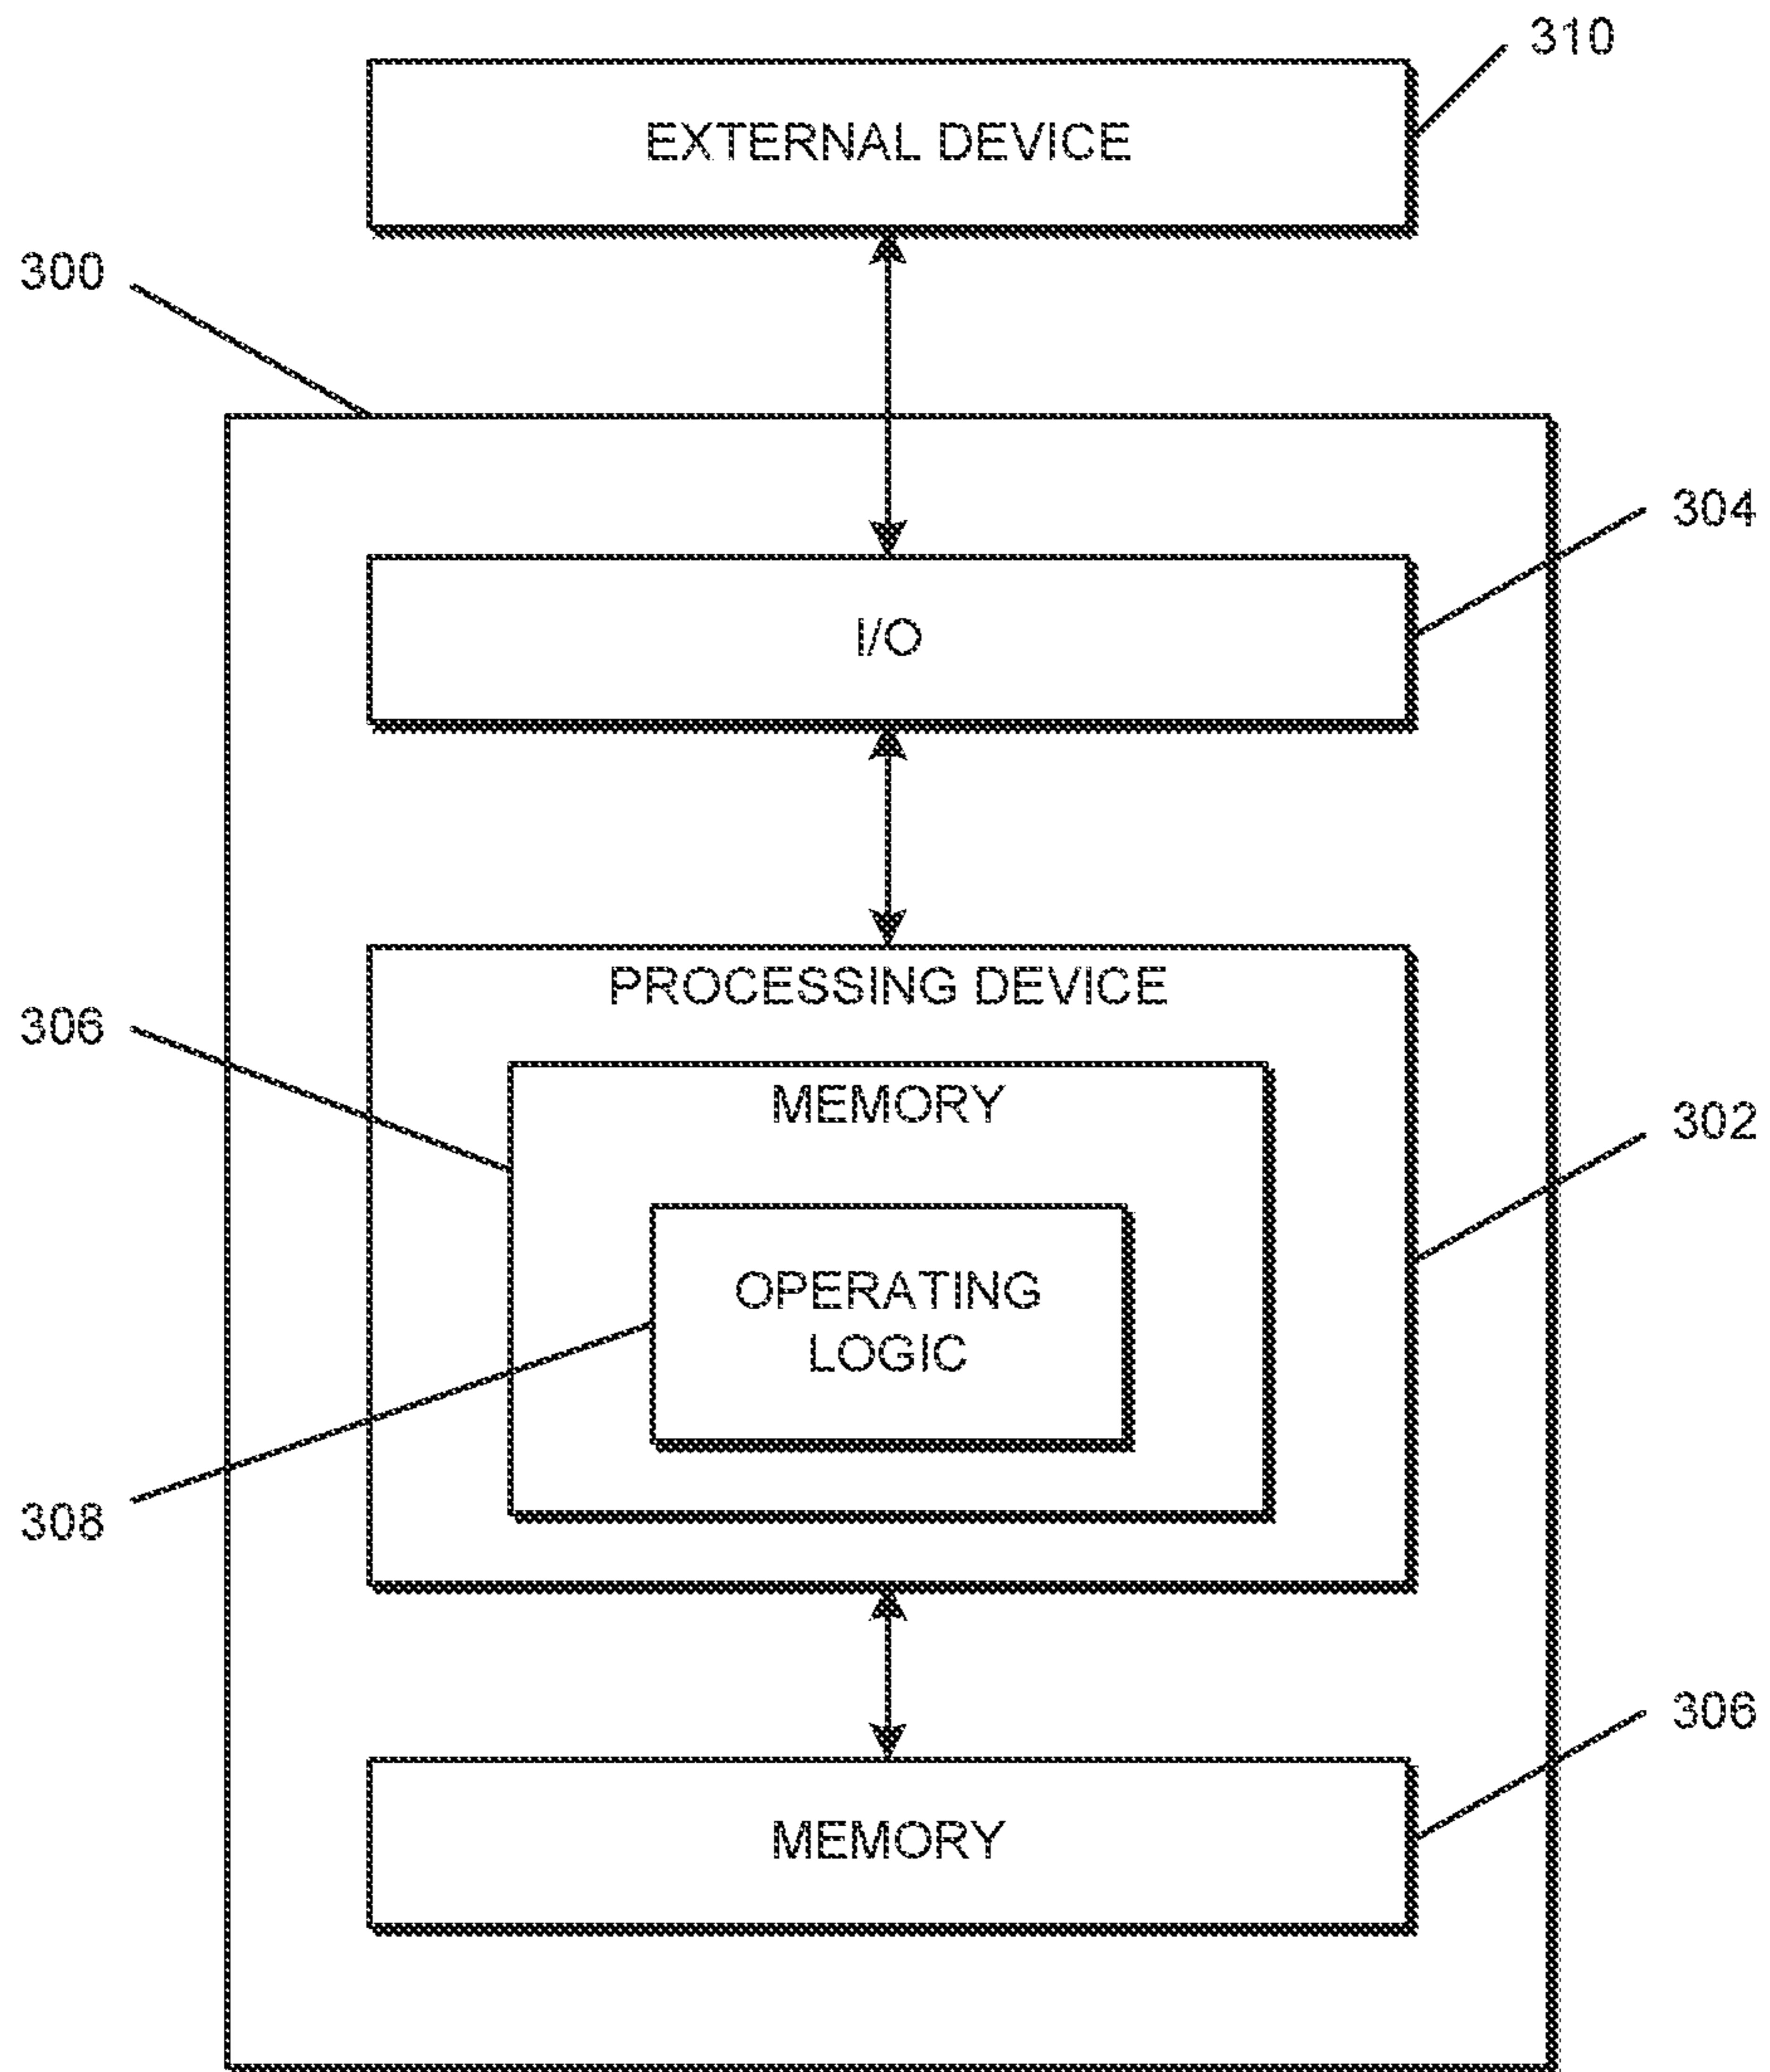 310
EXTERNAL DEVICE
300
304
I/O
PROCESSING DEVICE
306
MEMORY
302
OPERATING
LOGIC
308
306
MEMORY